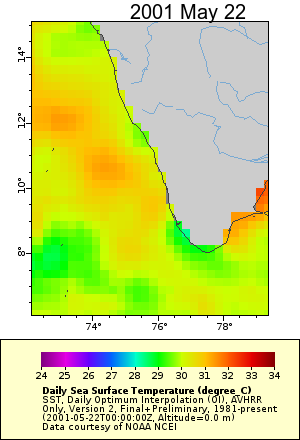 2001 May 22
14°
12°
10°
8°
74° 76° 78°
24 25 26 27 28 29 30 31 32 33 34
Daily Sea Surface Temperature (degree_C)
SST, Daily Optimum Interpolation (OI), AVHRR
Only, Version 2, Final+Preliminary, 1981-present
(2001-05-22T00:00:00Z, Altitude=0.0 m)
Data courtesy of NOAA NCEI